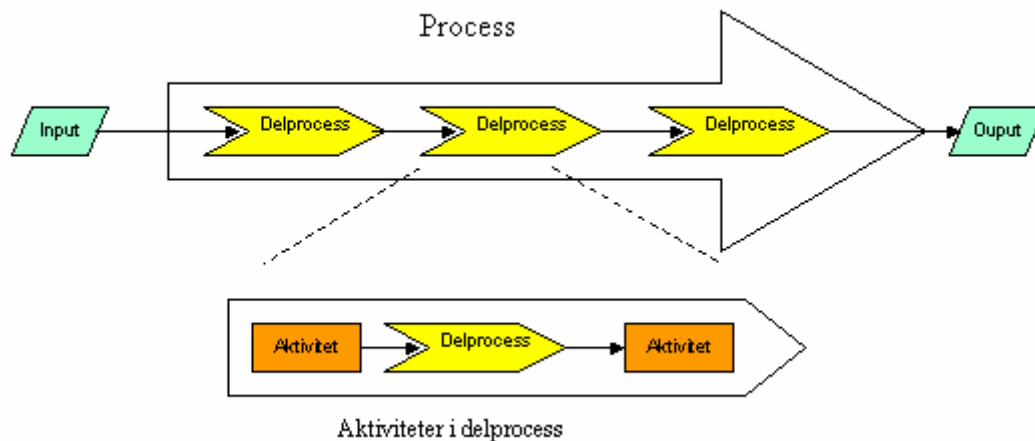 Process
Input
Delprocess
Delprocess
Delprocess
Ouput
Aktivitet
Delprocess
Aktivitet
Aktiviteter i delprocess